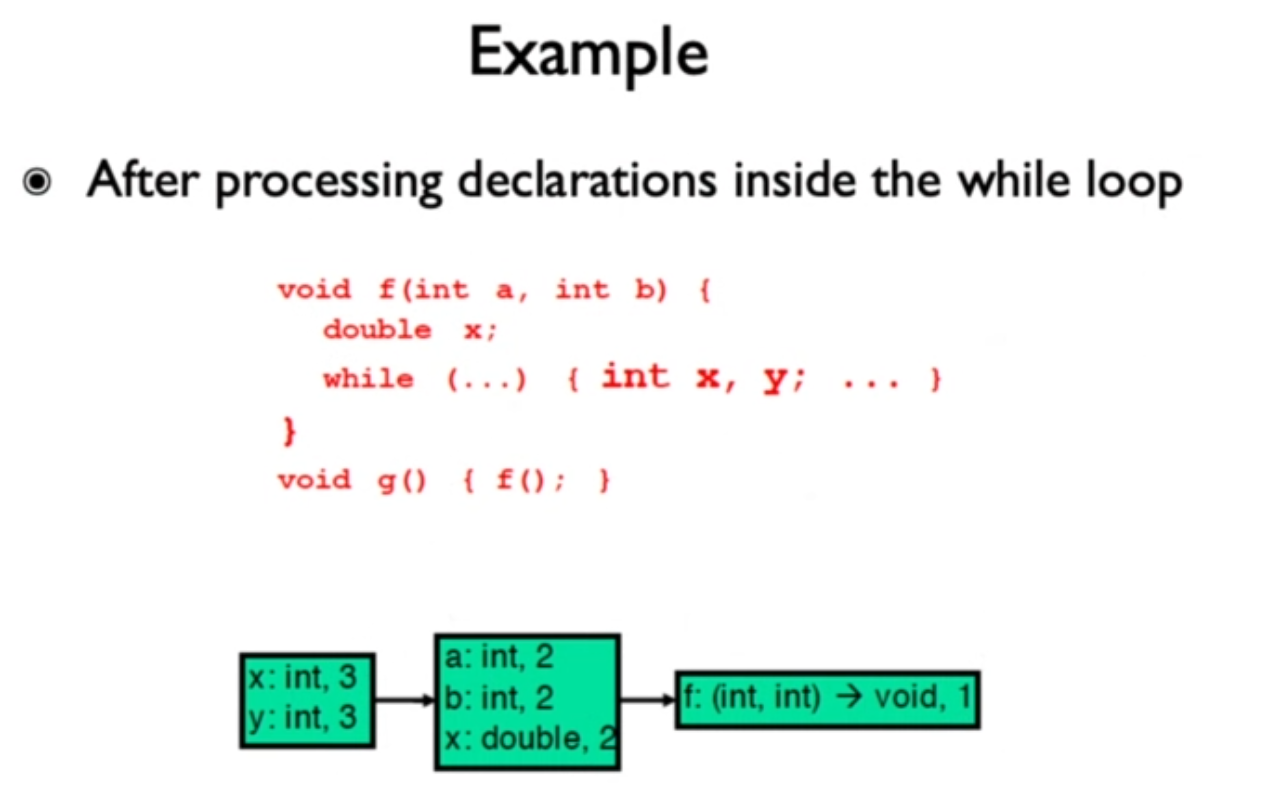 Example
After processing declarations inside the while loop
void f(int a, int b) {
double x;
while (...) { int x, y; ... }
}
void g() { f(); }
x: int, 3
y: int, 3
a: int, 2
b: int, 2
x: double, 2
f: (int, int) → void, 1